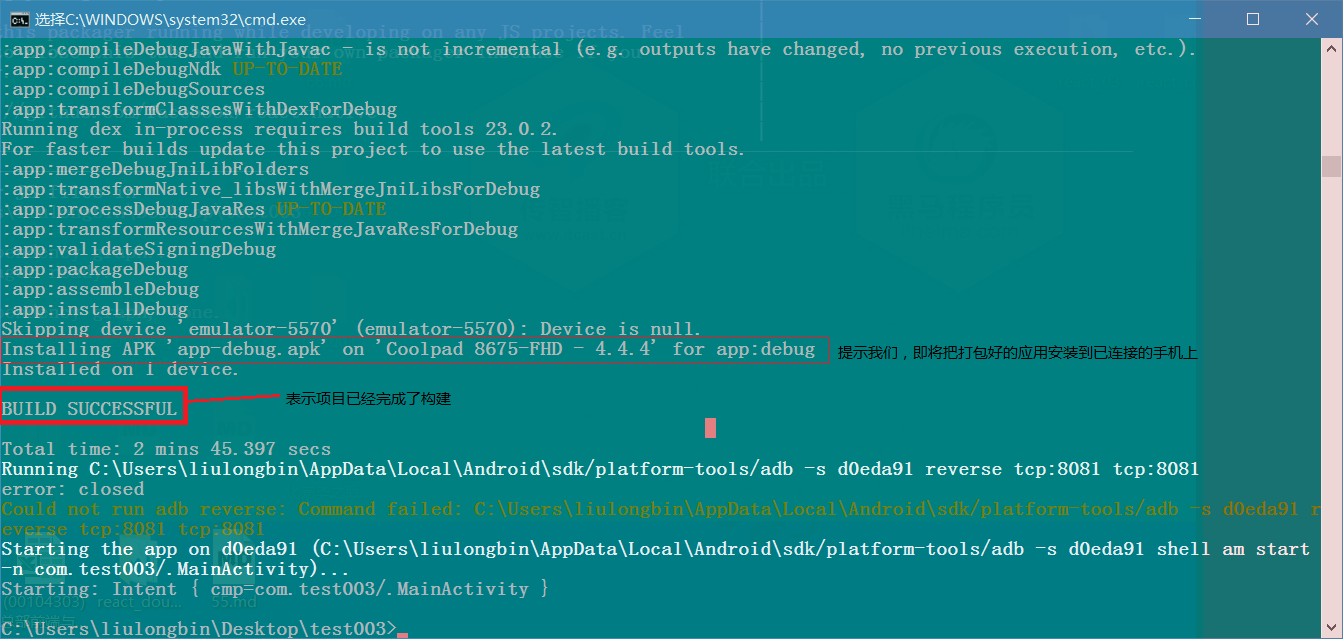 选择C:\WINDOWS\system32\cmd.exe
his packager running while developing on any JS projects. Feel
:app:compileDebugJavaWithJavac - is not incremental (e.g. outputs have changed, no previous execution, etc.).
:app:compileDebugNdk UP-TO-DATE
:app:compileDebugSources
:app:transformClassesWithDexForDebug
Running dex in-process requires build tools 23.0.2.
For faster builds update this project to use the latest build tools.
:app:mergeDebugJniLibFolders
:app:transformNative_libsWithMergeJniLibsForDebug
:app:processDebugJavaRes UP-TO-DATE
:app:transformResourcesWithMergeJavaResForDebug
:app:validateSigningDebug
:app:packageDebug
:app:assembleDebug
:app:installDebug
Skipping device 'emulator-5570' (emulator-5570): Device is null.
Installing APK 'app-debug.apk' on 'Coolpad 8675-FHD - 4.4.4' for app:debug 提示我们，即将把打包好的应用安装到已连接的手机上
Installed on 1 device.
表示项目已经完成了构建
BUILD SUCCESSFUL
Total time: 2 mins 45.397 secs
Running C:\Users\liulongbin\AppData\Local\Android\sdk/platform-tools/adb -s d0eda91 reverse tcp:8081 tcp:8081
error: closed
Could not run adb reverse: Command failed: C:\Users\liulongbin\AppData\Local\Android\sdk/platform-tools/adb -s d0eda91 r
everse tcp:8081 tcp:8081
Starting the app on d0eda91 (C:\Users\liulongbin\AppData\Local\Android\sdk/platform-tools/adb -s d0eda91 shell am start
-n com.test003/.MainActivity)...
Starting: Intent { cmp=com.test003/.MainActivity }
(00104303) react_dou... 55.md
C:\Users\liulongbin\Desktop\test003>